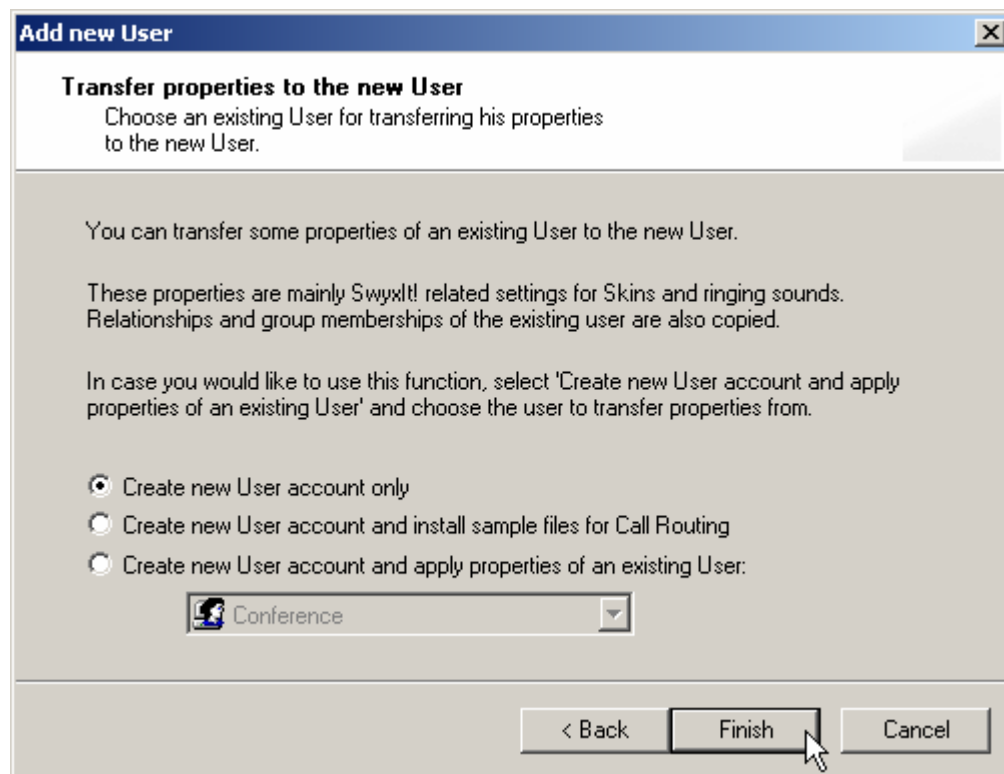 Add new User
Transfer properties to the new User
Choose an existing User for transferring his properties
to the new User.
You can transfer some properties of an existing User to the new User.
These properties are mainly SwyxIt! related settings for Skins and ringing sounds.
Relationships and group memberships of the existing user are also copied.
In case you would like to use this function, select 'Create new User account and apply
properties of an existing User' and choose the user to transfer properties from.
Create new User account only
Create new User account and install sample files for Call Routing
Create new User account and apply properties of an existing User:
Conference
< Back
Finish
Cancel